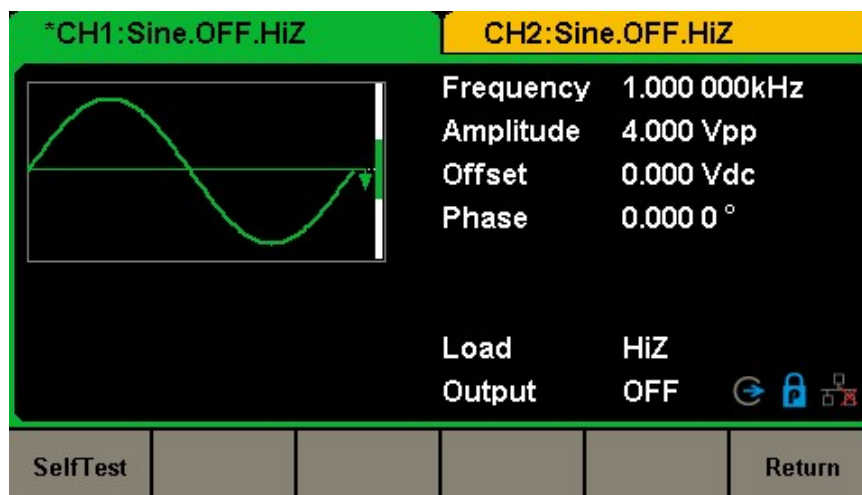 *CH1:Sine.OFF.HiZ
CH2:Sine.OFF.HiZ
Frequency 1.000 000kHz
Amplitude 4.000 Vpp
Offset 0.000 Vdc
Phase 0.000 0 °
Load HiZ
Output OFF
P
SelfTest
Return